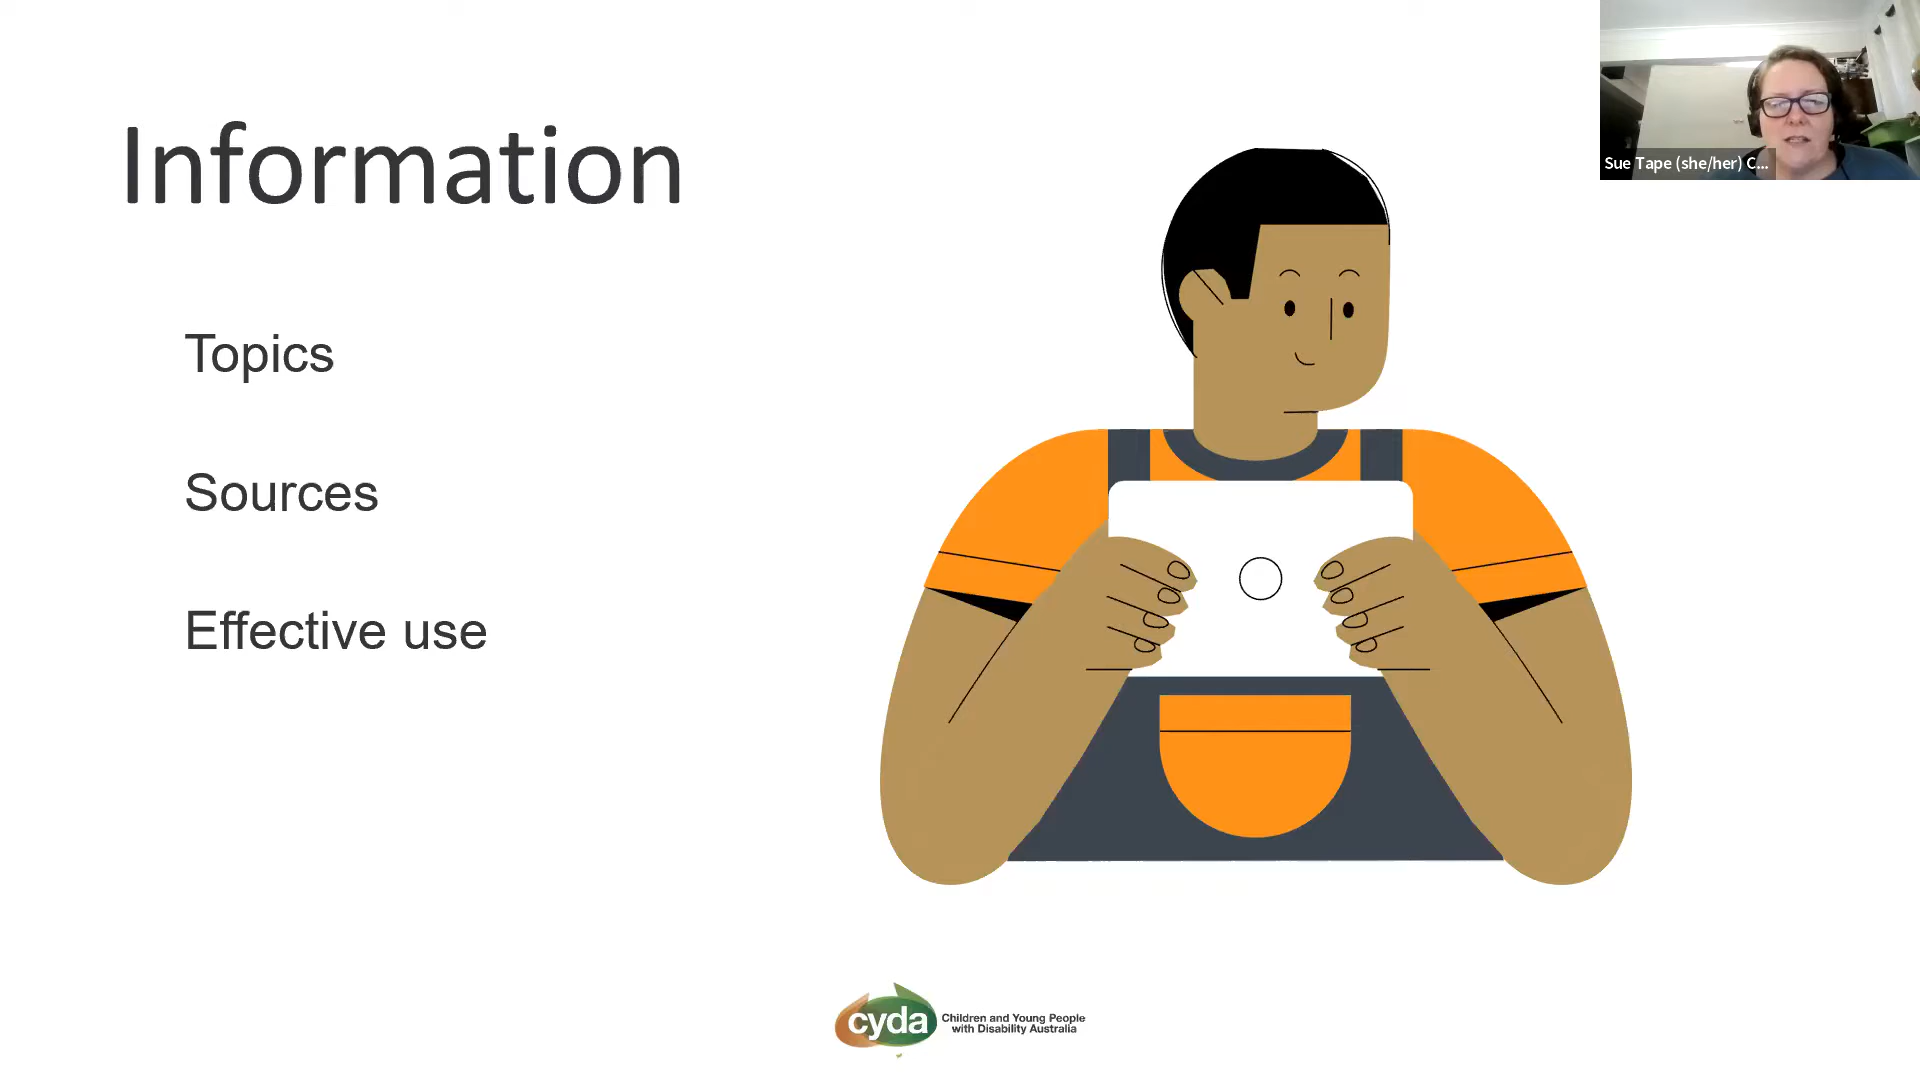 Information
Topics
Sources
Effective use
Sue Tape (she/her) C...
cyda
Children and Young People
with Disability Australia